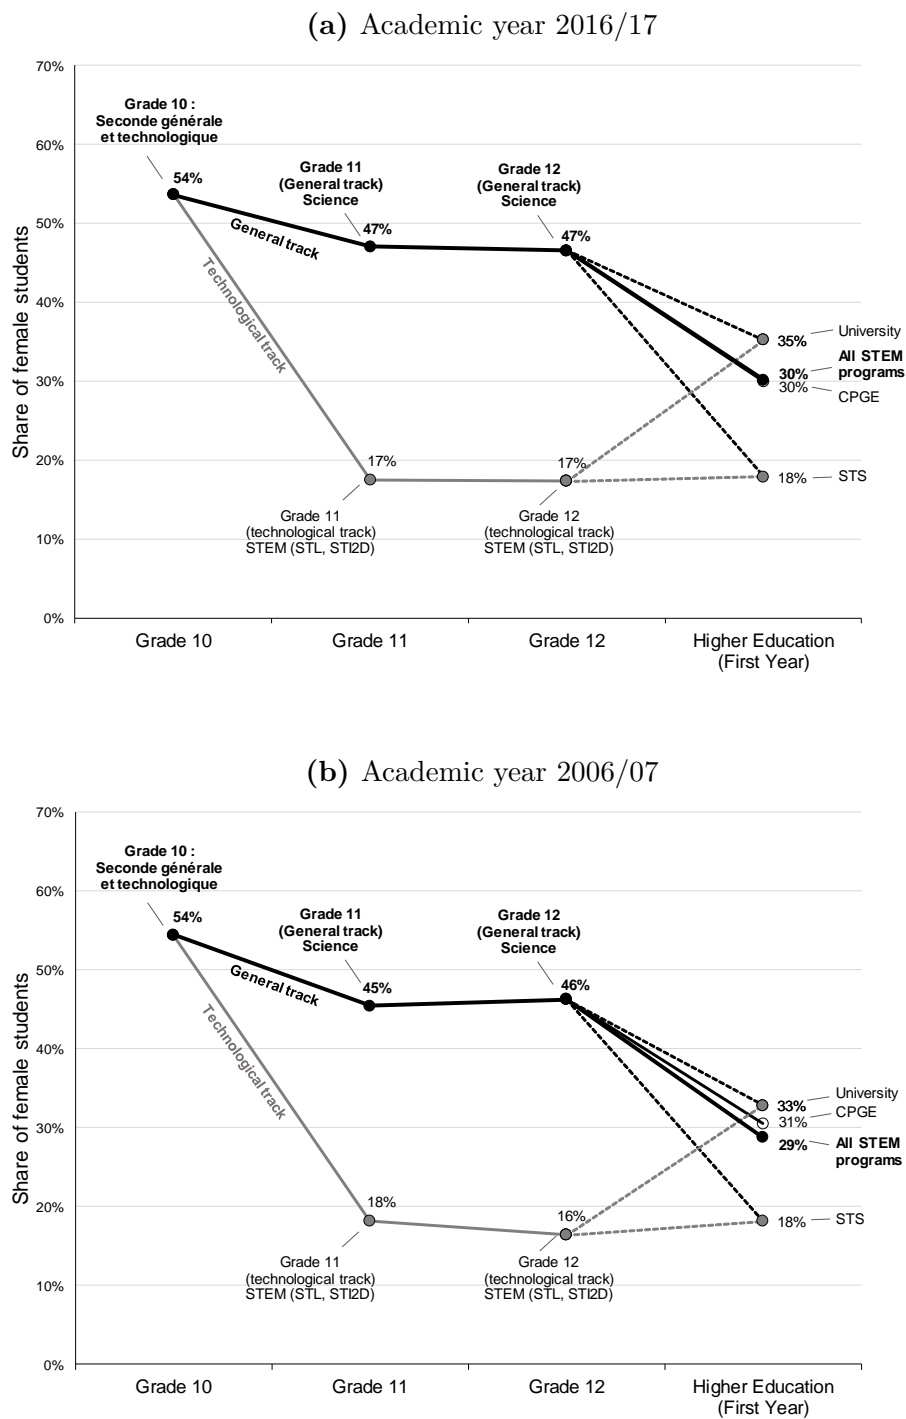 (a) Academic year 2016/17
70%
60%
50%
40%
30%
20%
10%
0%
Share of female students
Grade 10 :
Seconde générale
et technologique
54%
General track
Technological track
Grade 11
(General track)
Science
47%
Grade 12
(General track)
Science
47%
17%
Grade 11
(technological track)
STEM (STL, STI2D)
17%
Grade 12
(technological track)
STEM (STL, STI2D)
35%
University
30%
All STEM
programs
30%
CPGE
18%
STS
Grade 10
Grade 11
Grade 12
Higher Education
(First Year)
(b) Academic year 2006/07
70%
60%
50%
40%
30%
20%
10%
0%
Share of female students
Grade 10 :
Seconde générale
et technologique
54%
General track
Technological track
Grade 11
(General track)
Science
45%
Grade 12
(General track)
Science
46%
18%
Grade 11
(technological track)
STEM (STL, STI2D)
16%
Grade 12
(technological track)
STEM (STL, STI2D)
33%
University
31%
CPGE
29%
All STEM
programs
18%
STS
Grade 10
Grade 11
Grade 12
Higher Education
(First Year)